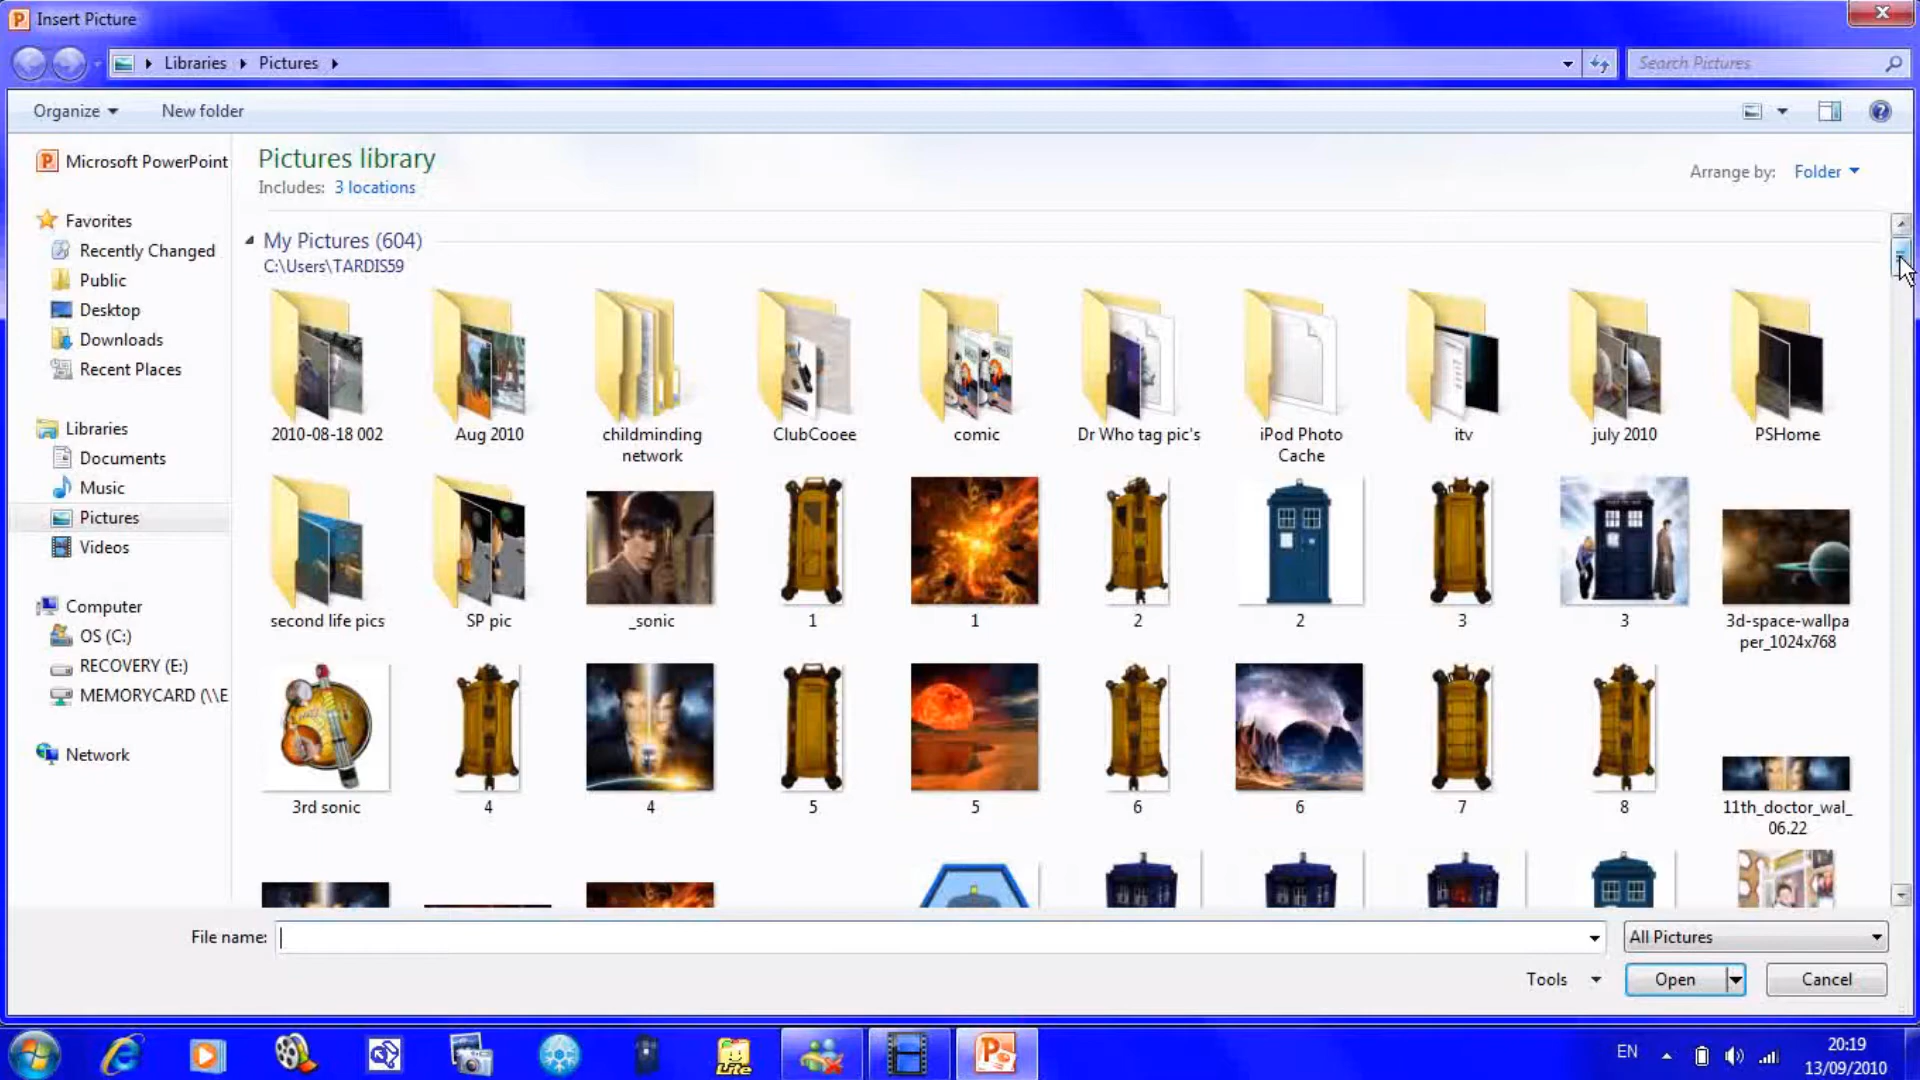 Insert Picture
Libraries
Pictures
Search Pictures
Organize
New folder
Microsoft PowerPoint
Pictures library
Includes: 3 locations
Arrange by: Folder
Favorites
Recently Changed
Public
Desktop
Downloads
Recent Places
Libraries
Documents
Music
Pictures
Videos
Computer
OS (C:)
RECOVERY (E:)
MEMORYCARD (\\E
Network
My Pictures (604)
C:\Users\TARDIS59
2010-08-18 002
Aug 2010
childminding
network
ClubCooee
comic
Dr Who tag pic's
iPod Photo
Cache
itv
july 2010
PSHome
second life pics
SP pic
_sonic
1
1
2
2
3
3
3d-space-wallpa
per_1024x768
3rd sonic
4
4
5
5
6
6
7
8
11th_doctor_wal_
06.22
File name:
All Pictures
Tools
Open
Cancel
EN
20:19
13/09/2010